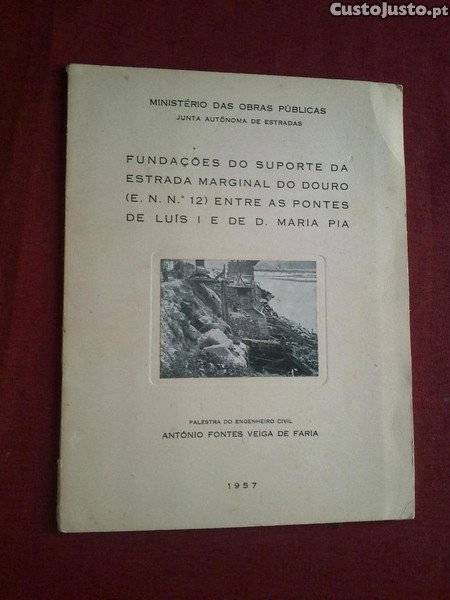 CustoJusto.pt
MINISTÉRIO DAS OBRAS PÚBLICAS
JUNTA AUTÓNOMA DE ESTRADAS
FUNDAÇÕES DO SUPORTE DA
ESTRADA MARGINAL DO DOURO
(E. N. N.° 12) ENTRE AS PONTES
DE LUÍS I E DE D. MARIA PIA
PALESTRA DO ENGENHEIRO CIVIL
ANTÓNIO FONTES VEIGA DE FARIA
1957